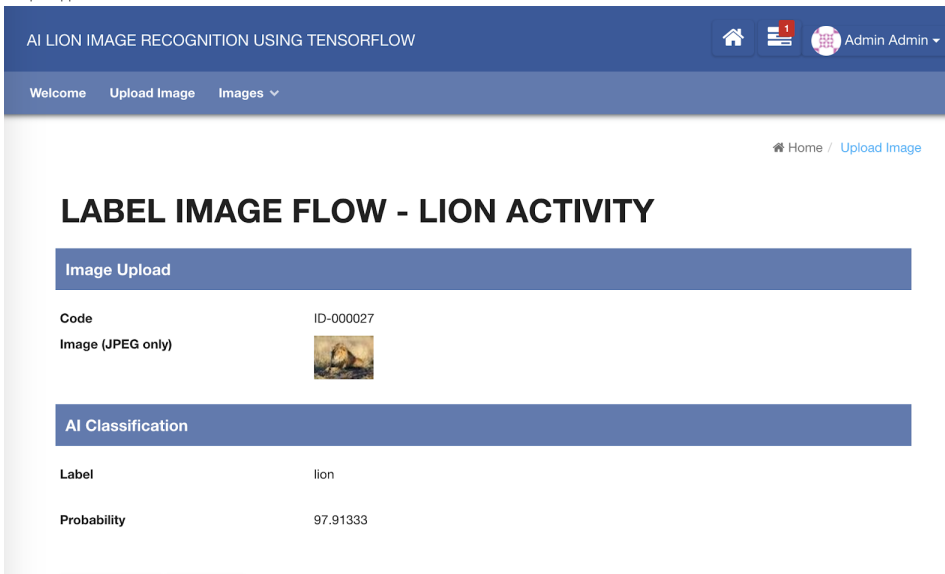 AI LION IMAGE RECOGNITION USING TENSORFLOW
1
Admin Admin
Welcome Upload Image Images
Home / Upload Image
LABEL IMAGE FLOW - LION ACTIVITY
Image Upload
Code ID-000027
Image (JPEG only)
AI Classification
Label lion
Probability 97.91333